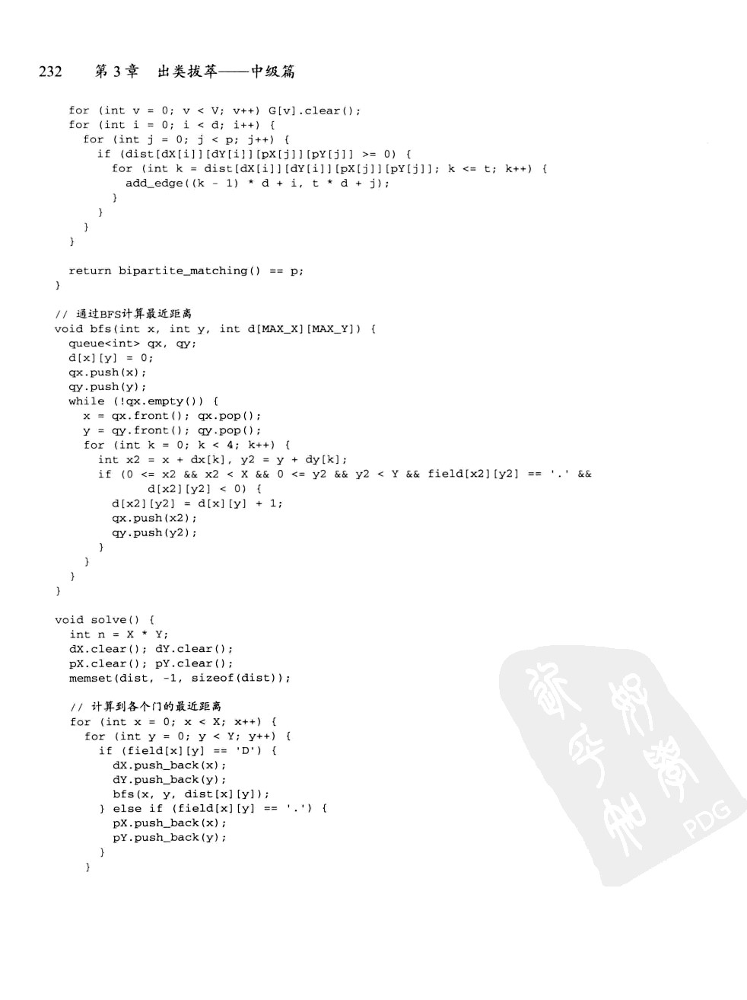 232 第 3 章 出类拔萃——中级篇
for (int v = 0; v < V; v++) G[v].clear();
for (int i = 0; i < d; i++) {
for (int j = 0; j < p; j++) {
if (dist[dX[i]][dY[i]][pX[j]][pY[j]] >= 0) {
for (int k = dist[dX[i]][dY[i]][pX[j]][pY[j]]; k <= t; k++) {
add_edge((k - 1) * d + i, t * d + j);
}
}
}
}
return bipartite_matching() == p;
}
// 通过BFS计算最近距离
void bfs(int x, int y, int d[MAX_X][MAX_Y]) {
queue<int> qx, qy;
d[x][y] = 0;
qx.push(x);
qy.push(y);
while (!qx.empty()) {
x = qx.front(); qx.pop();
y = qy.front(); qy.pop();
for (int k = 0; k < 4; k++) {
int x2 = x + dx[k], y2 = y + dy[k];
if (0 <= x2 && x2 < X && 0 <= y2 && y2 < Y && field[x2][y2] == '.' &&
d[x2][y2] < 0) {
d[x2][y2] = d[x][y] + 1;
qx.push(x2);
qy.push(y2);
}
}
}
}
void solve() {
int n = X * Y;
dX.clear(); dY.clear();
pX.clear(); pY.clear();
memset(dist, -1, sizeof(dist));
// 计算到各个门的最近距离
for (int x = 0; x < X; x++) {
for (int y = 0; y < Y; y++) {
if (field[x][y] == 'D') {
dX.push_back(x);
dY.push_back(y);
bfs(x, y, dist[x][y]);
} else if (field[x][y] == '.') {
pX.push_back(x);
pY.push_back(y);
}
}
PDG